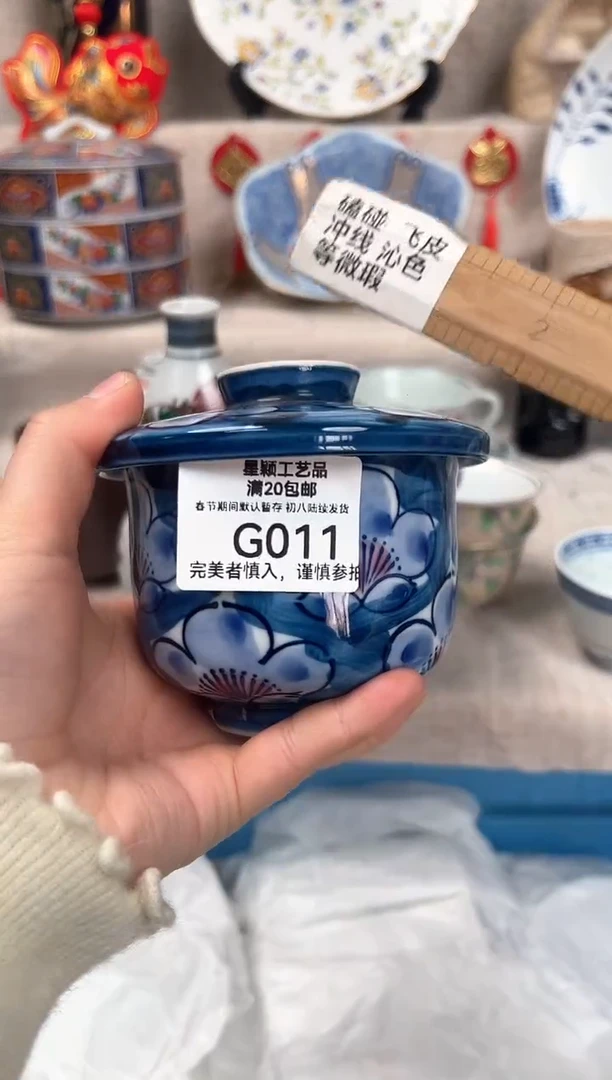 磕碰 飞皮
冲线 沁色
等微瑕
2
星颖工艺品
满20包邮
春节期间默认暂存 初八陆续发货
G011
完美者慎入，谨慎参拍